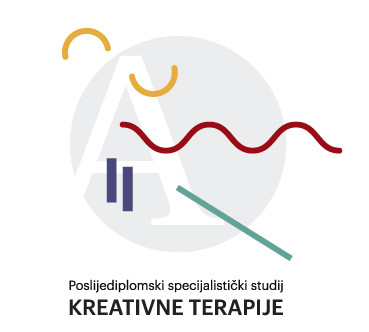 A
Poslijediplomski specijalistički studij
KREATIVNE TERAPIJE